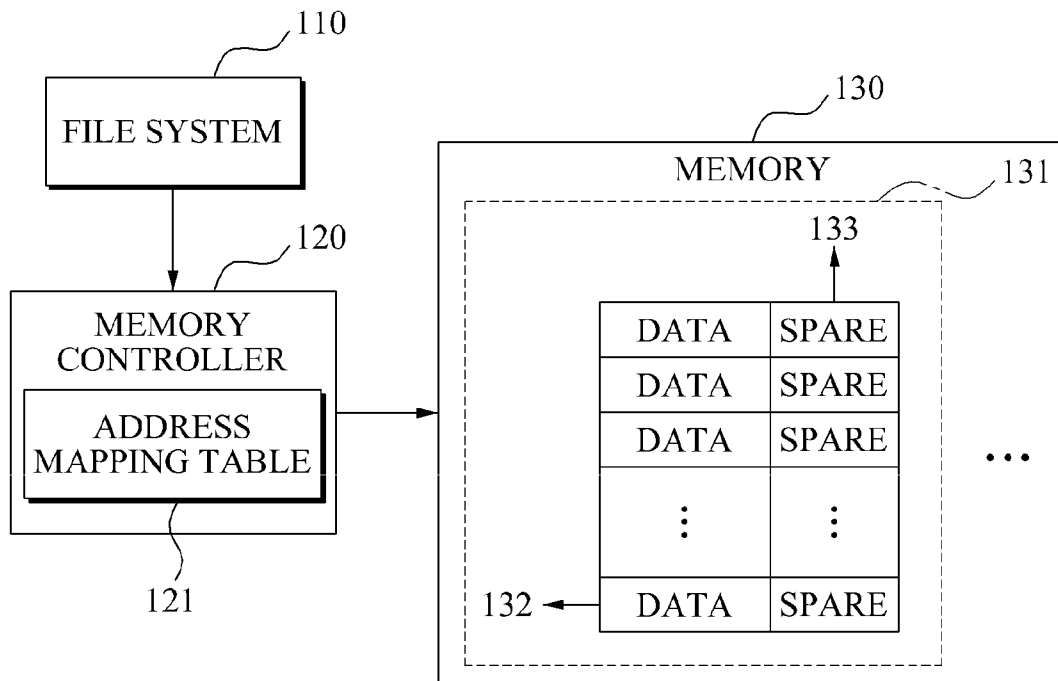 110
FILE SYSTEM
130
MEMORY
131
133
120
MEMORY
CONTROLLER
ADDRESS
MAPPING TABLE
121
DATA SPARE
DATA SPARE
DATA SPARE
⋮ ⋮
...
132
DATA SPARE